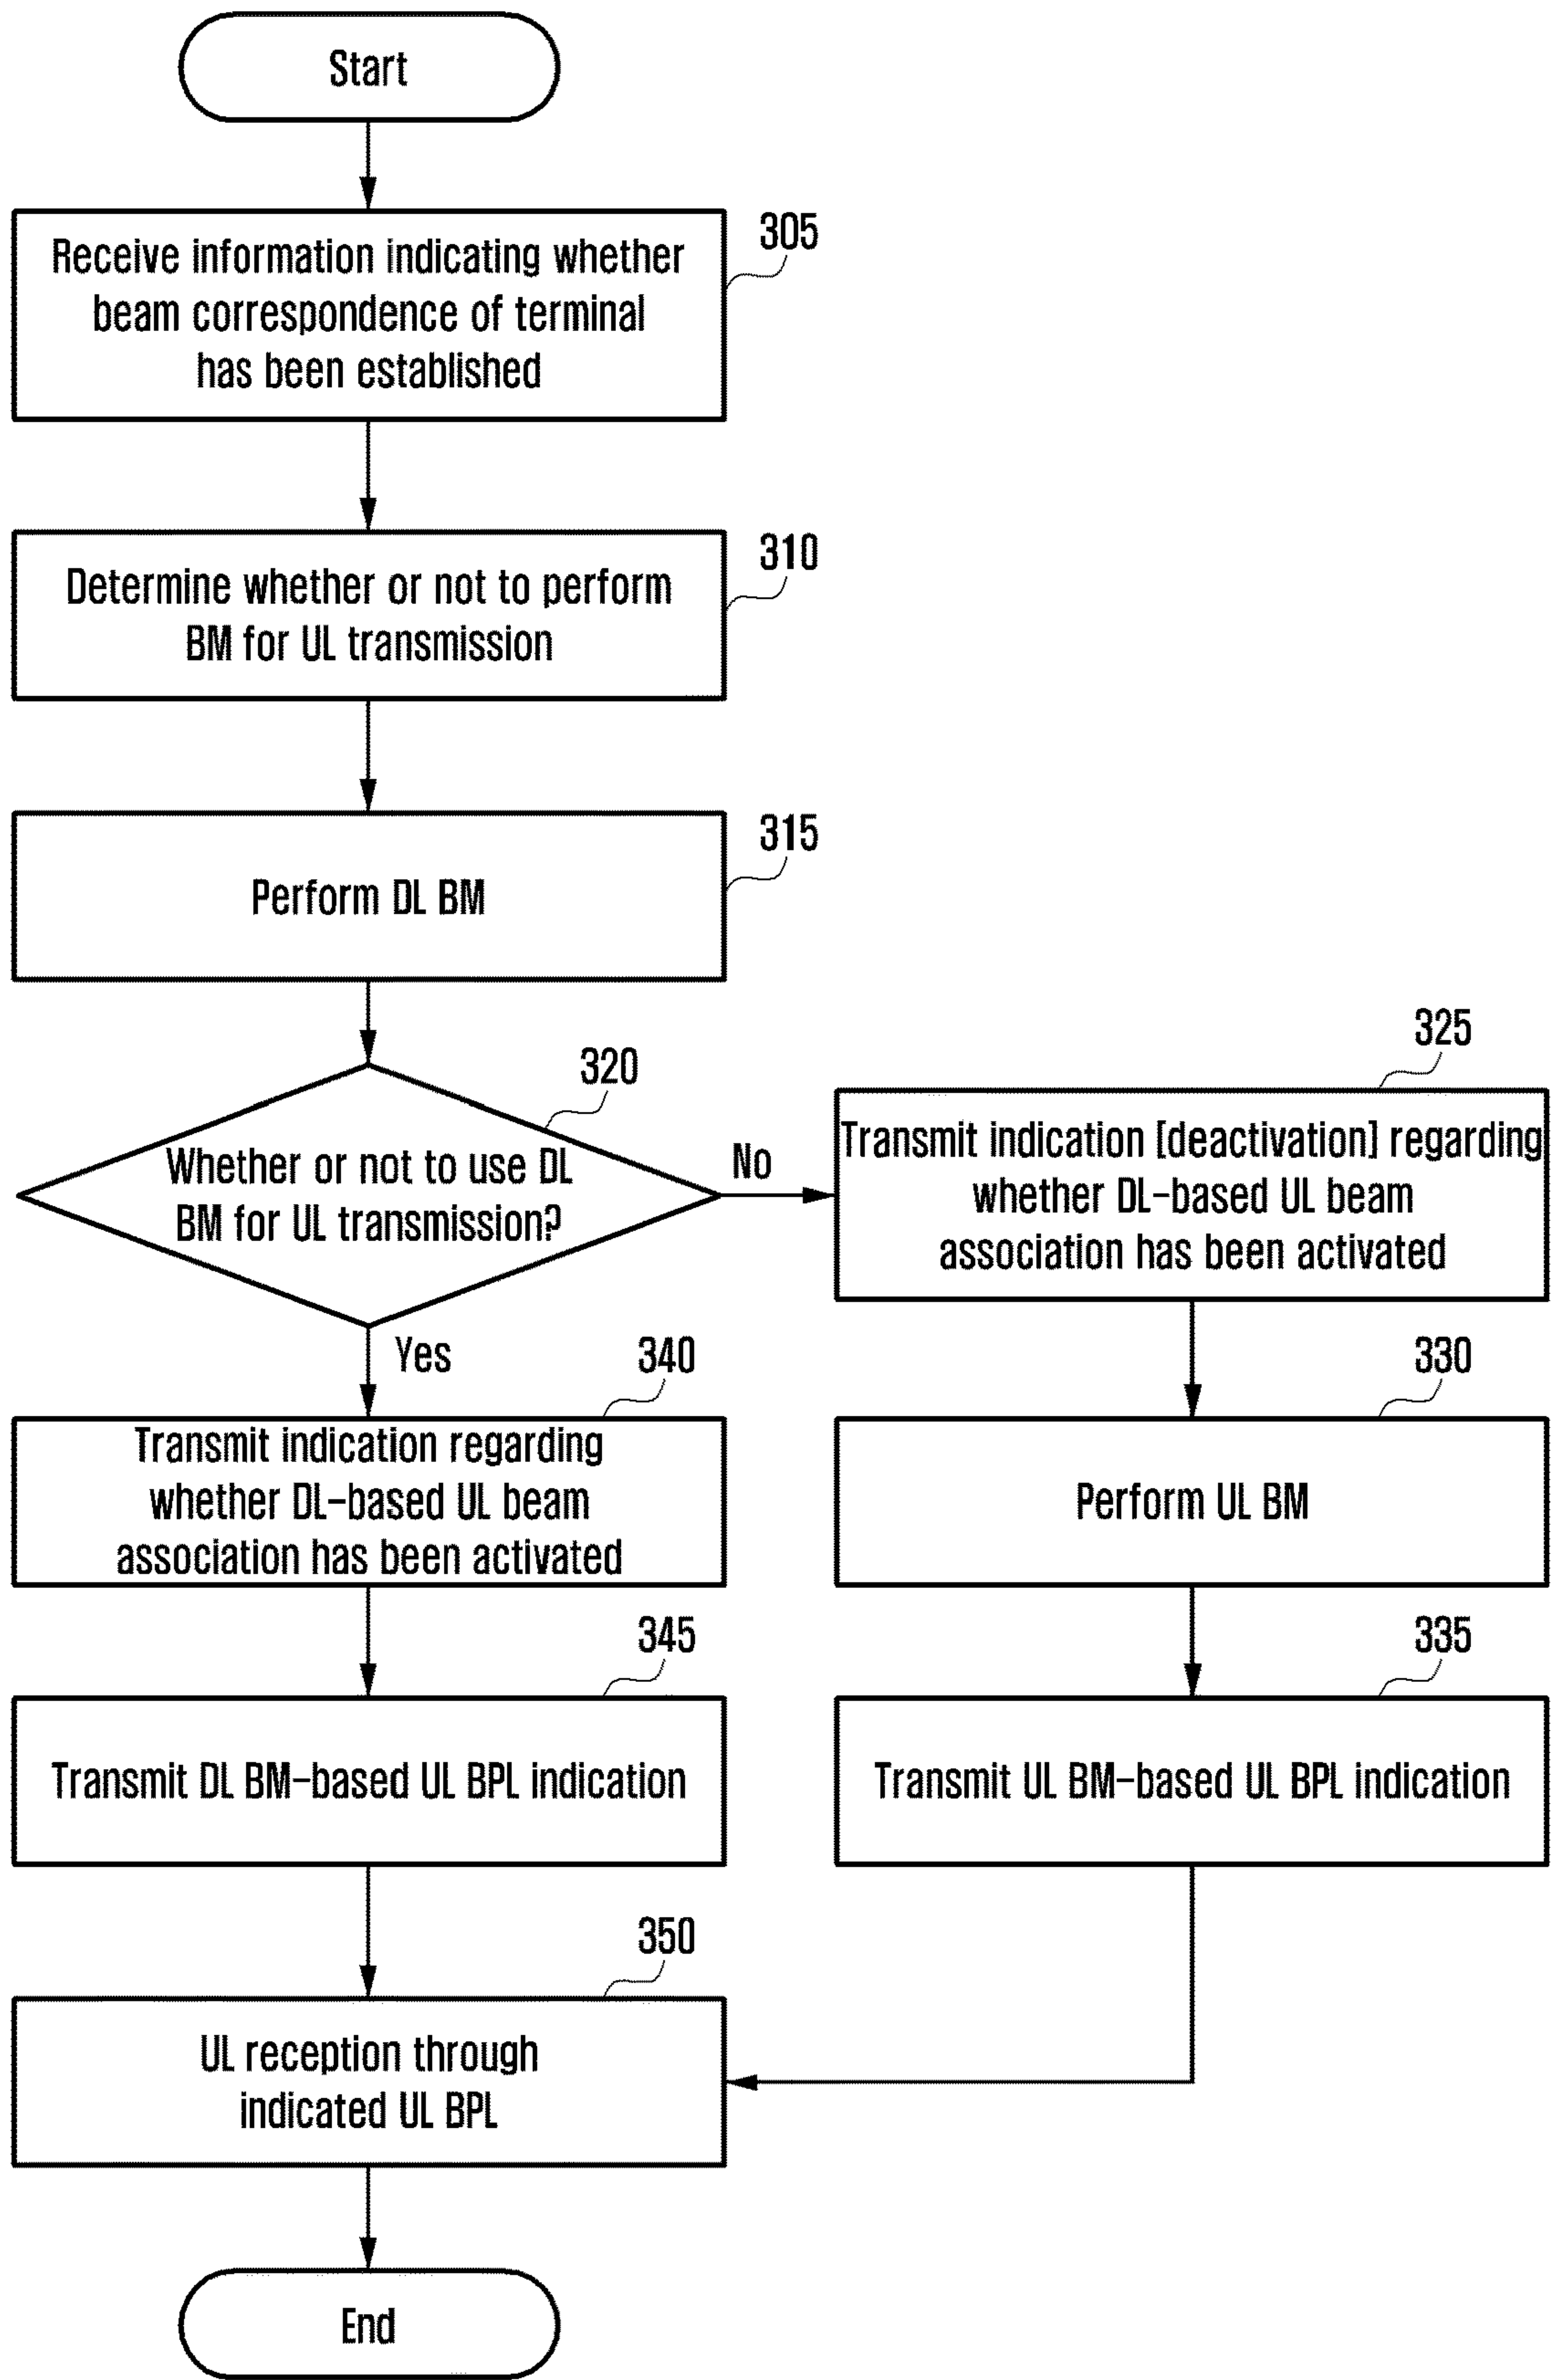 Start
305
Receive information indicating whether
beam correspondence of terminal
has been established
310
Determine whether or not to perform
BM for UL transmission
315
Perform DL BM
320
Whether or not to use DL
BM for UL transmission?
No
325
Transmit indication [deactivation] regarding
whether DL-based UL beam
association has been activated
Yes
340
Transmit indication regarding
whether DL-based UL beam
association has been activated
330
Perform UL BM
345
Transmit DL BM-based UL BPL indication
335
Transmit UL BM-based UL BPL indication
350
UL reception through
indicated UL BPL
End